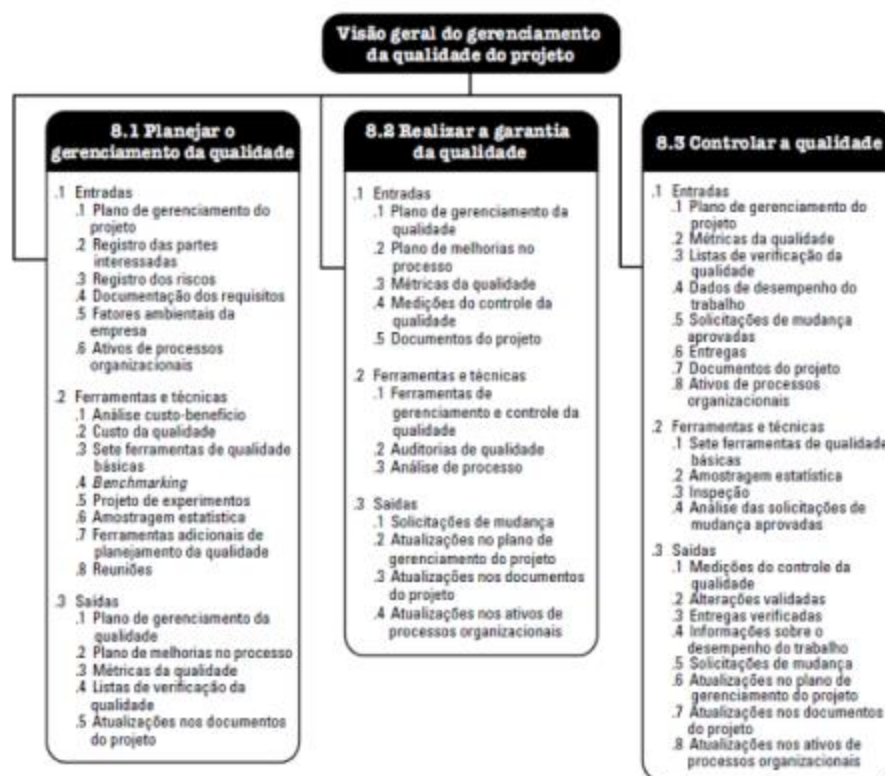 Visão geral do gerenciamento
da qualidade do projeto
8.1 Planejar o
gerenciamento da qualidade
.1 Entradas
.1 Plano de gerenciamento do
projeto
.2 Registro das partes
interessadas
.3 Registro dos riscos
.4 Documentação dos requisitos
.5 Fatores ambientais da
empresa
.6 Ativos de processos
organizacionais
.2 Ferramentas e técnicas
.1 Análise custo-benefício
.2 Custo da qualidade
.3 Sete ferramentas de qualidade
básicas
.4 Benchmarking
.5 Projeto de experimentos
.6 Amostragem estatística
.7 Ferramentas adicionais de
planejamento da qualidade
.8 Reuniões
.3 Saídas
.1 Plano de gerenciamento da
qualidade
.2 Plano de melhorias no processo
.3 Métricas da qualidade
.4 Listas de verificação da
qualidade
.5 Atualizações nos documentos
do projeto
8.2 Realizar a garantia
da qualidade
.1 Entradas
.1 Plano de gerenciamento da
qualidade
.2 Plano de melhorias no
processo
.3 Métricas da qualidade
.4 Medições do controle da
qualidade
.5 Documentos do projeto
.2 Ferramentas e técnicas
.1 Ferramentas de
gerenciamento e controle da
qualidade
.2 Auditorias de qualidade
.3 Análise de processo
.3 Saídas
.1 Solicitações de mudança
.2 Atualizações no plano de
gerenciamento do projeto
.3 Atualizações nos documentos
do projeto
.4 Atualizações nos ativos de
processos organizacionais
8.3 Controlar a qualidade
.1 Entradas
.1 Plano de gerenciamento do
projeto
.2 Métricas da qualidade
.3 Listas de verificação da
qualidade
.4 Dados de desempenho do
trabalho
.5 Solicitações de mudança
aprovadas
.6 Entregas
.7 Documentos do projeto
.8 Ativos de processos
organizacionais
.2 Ferramentas e técnicas
.1 Sete ferramentas de qualidade
básicas
.2 Amostragem estatística
.3 Inspeção
.4 Análise das solicitações de
mudança aprovadas
.3 Saídas
.1 Medições do controle da
qualidade
.2 Alterações validadas
.3 Entregas verificadas
.4 Informações sobre o
desempenho do trabalho
.5 Solicitações de mudança
.6 Atualizações no plano de
gerenciamento do projeto
.7 Atualizações nos documentos
do projeto
.8 Atualizações nos ativos de
processos organizacionais